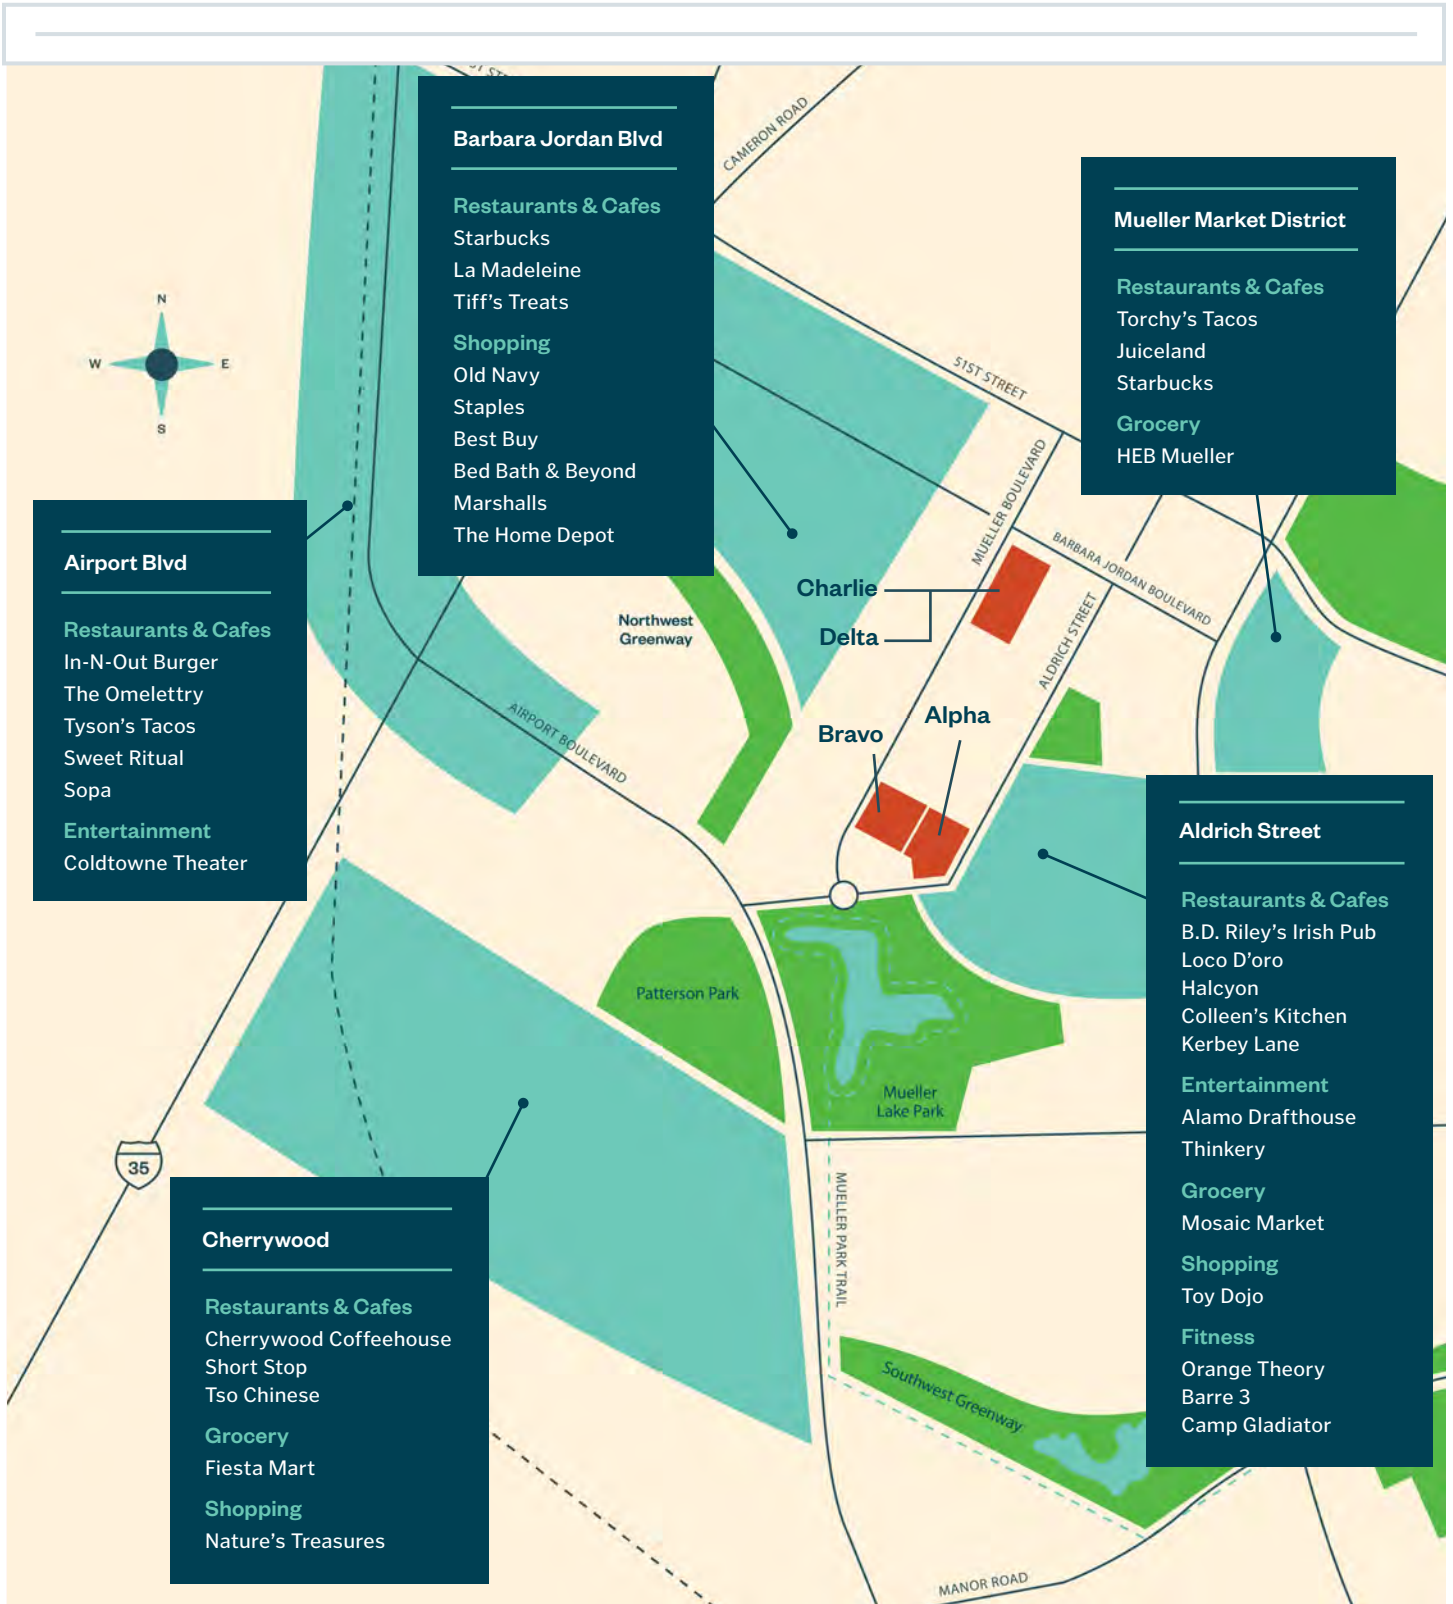 CAMERON ROAD
Barbara Jordan Blvd
Restaurants & Cafes
Starbucks
La Madeleine
Tiff's Treats
Shopping
Old Navy
Staples
Best Buy
Bed Bath & Beyond
Marshalls
The Home Depot
Mueller Market District
Restaurants & Cafes
Torchy's Tacos
Juiceland
Starbucks
Grocery
HEB Mueller
N
W
E
S
51ST STREET
MUELLER BOULEVARD
BARBARA JORDAN BOULEVARD
ALDRICH STREET
Airport Blvd
Restaurants & Cafes
In-N-Out Burger
The Omelettry
Tyson's Tacos
Sweet Ritual
Sopa
Entertainment
Coldtowne Theater
Northwest
Greenway
Charlie
Delta
Bravo
Alpha
AIRPORT BOULEVARD
Aldrich Street
Restaurants & Cafes
B.D. Riley's Irish Pub
Loco D'oro
Halcyon
Colleen's Kitchen
Kerbey Lane
Entertainment
Alamo Drafthouse
Thinkery
Grocery
Mosaic Market
Shopping
Toy Dojo
Fitness
Orange Theory
Barre 3
Camp Gladiator
Patterson Park
Mueller
Lake Park
35
MUELLER PARK TRAIL
Cherrywood
Restaurants & Cafes
Cherrywood Coffeehouse
Short Stop
Tso Chinese
Grocery
Fiesta Mart
Shopping
Nature's Treasures
Southwest Greenway
MANOR ROAD